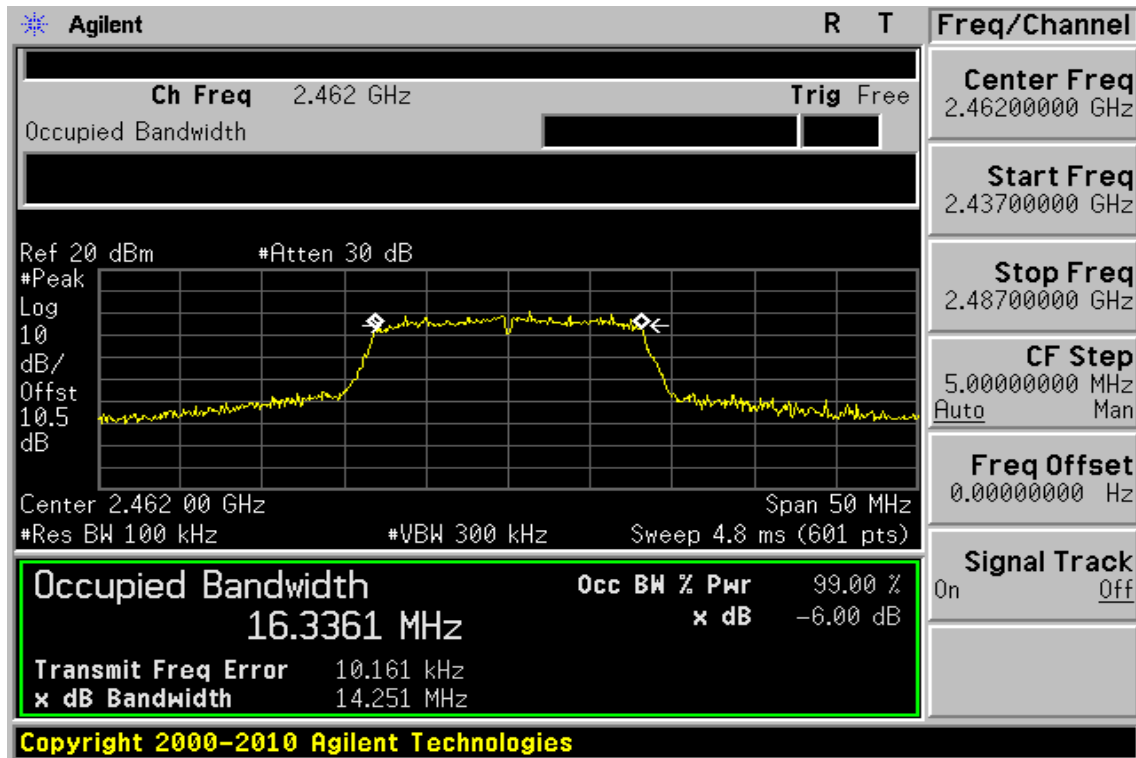 Agilent R T
Ch Freq 2.462 GHz Trig Free
Occupied Bandwidth
Ref 20 dBm #Atten 30 dB
#Peak
Log
10
dB/
Offst
10.5
dB
Center 2.462 00 GHz Span 50 MHz
#Res BW 100 kHz #VBW 300 kHz Sweep 4.8 ms (601 pts)
Occupied Bandwidth Occ BW % Pwr 99.00 %
16.3361 MHz x dB -6.00 dB
Transmit Freq Error 10.161 kHz
x dB Bandwidth 14.251 MHz
Copyright 2000-2010 Agilent Technologies
Freq/Channel
Center Freq
2.46200000 GHz
Start Freq
2.43700000 GHz
Stop Freq
2.48700000 GHz
CF Step
5.00000000 MHz
Auto Man
Freq Offset
0.00000000 Hz
Signal Track
On Off